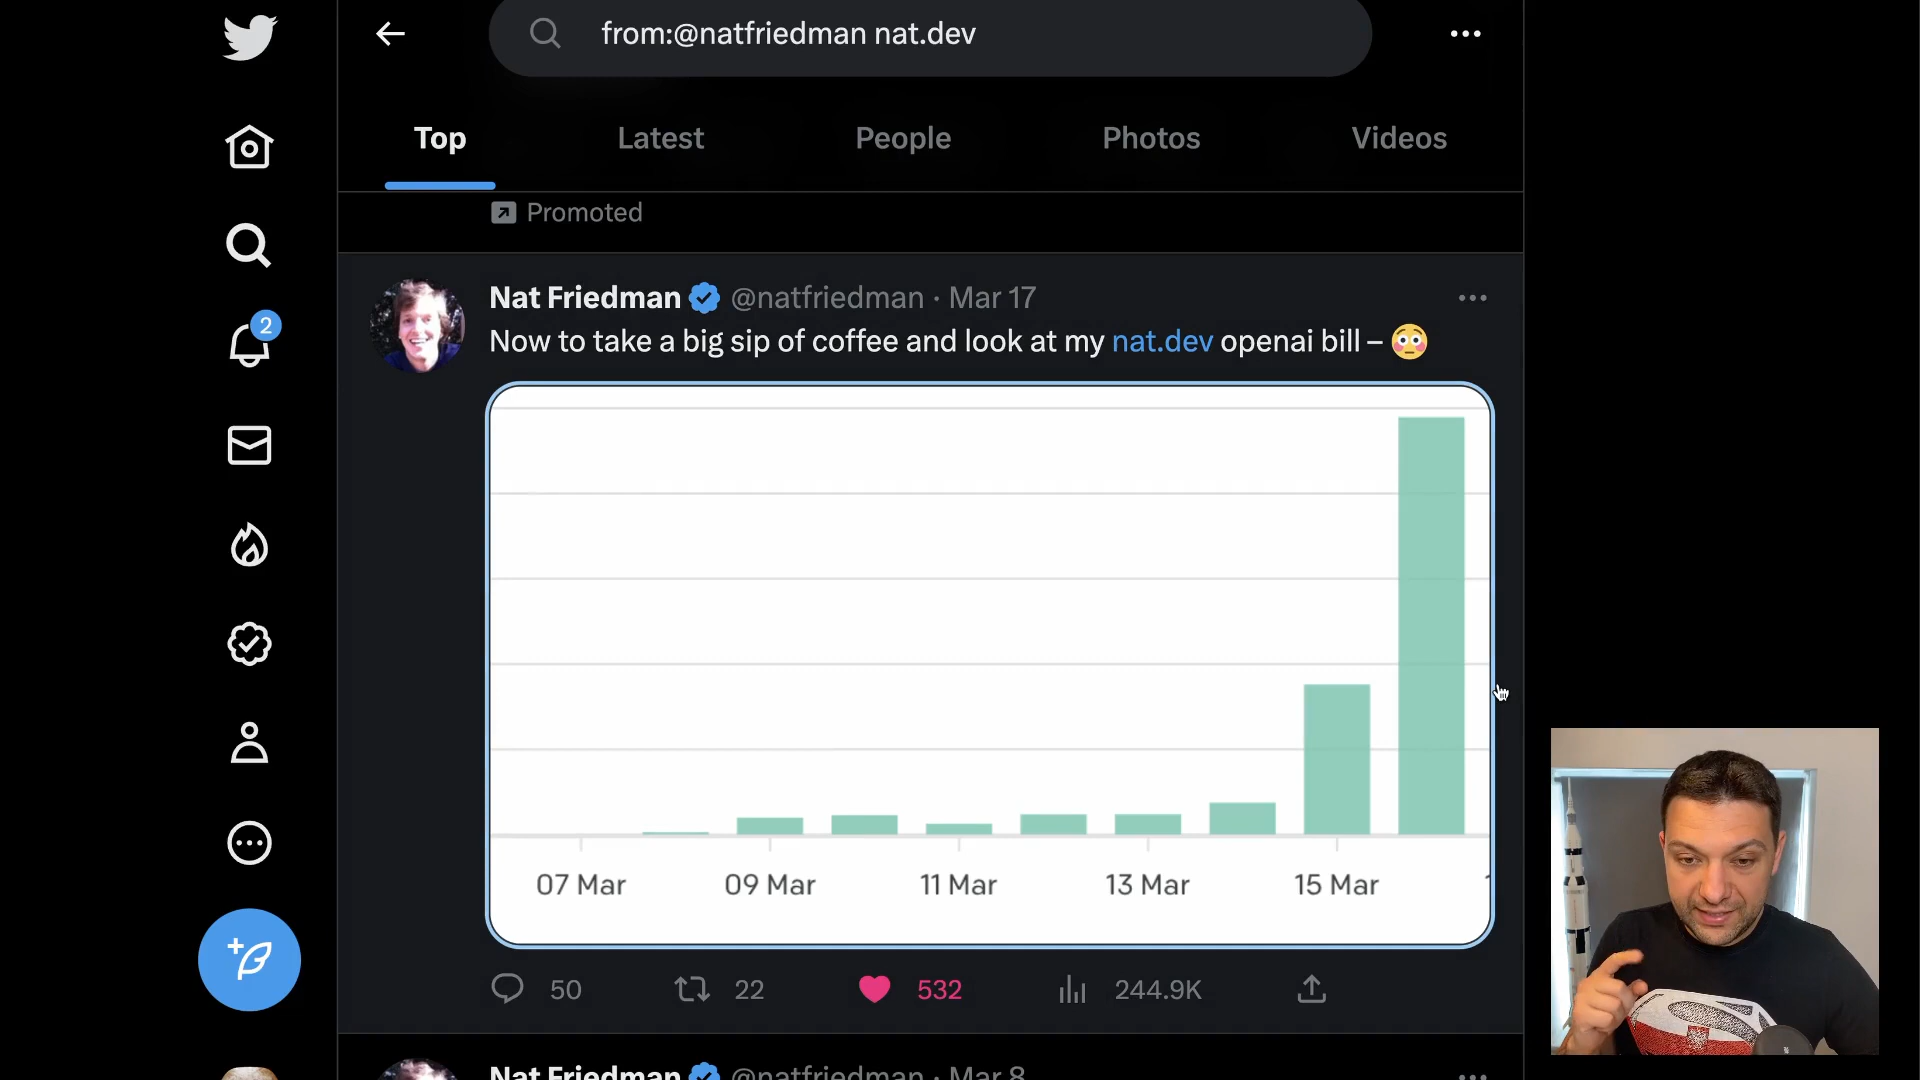 from:@natfriedman nat.dev
Top
Latest
People
Photos
Videos
Promoted
2
Nat Friedman @natfriedman · Mar 17
Now to take a big sip of coffee and look at my nat.dev openai bill – 😳
07 Mar
09 Mar
11 Mar
13 Mar
15 Mar
50
22
532
244.9K
Nat Friedman @natfriedman · Mar 8